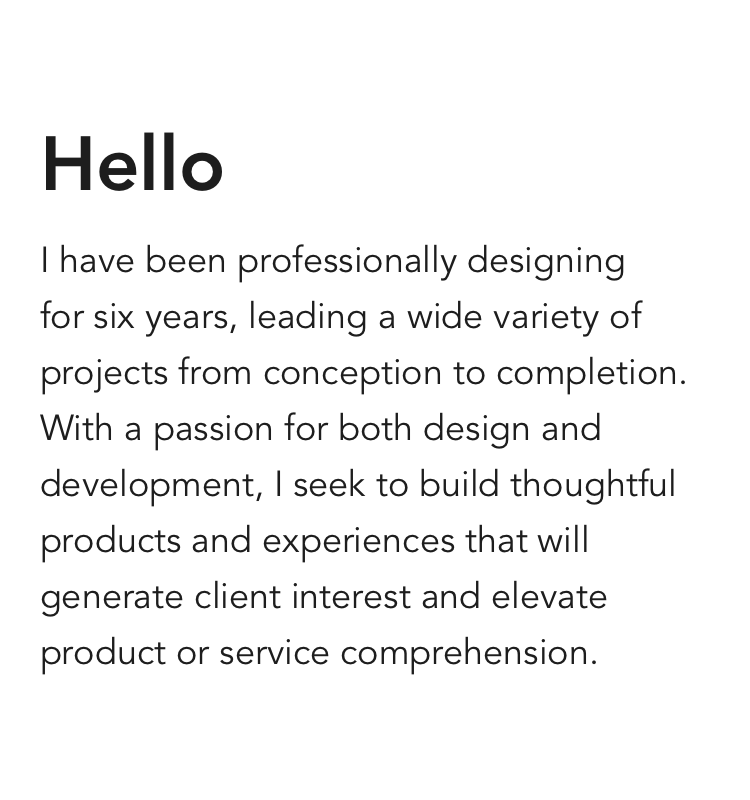 Hello
I have been professionally designing
for six years, leading a wide variety of
projects from conception to completion.
With a passion for both design and
development, I seek to build thoughtful
products and experiences that will
generate client interest and elevate
product or service comprehension.